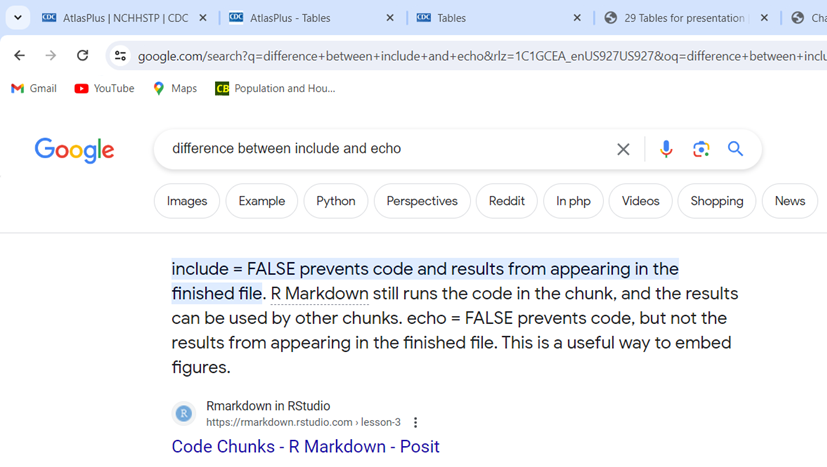 CDC AtlasPlus | NCHHSTP | CDC
CDC AtlasPlus - Tables
CDC Tables
29 Tables for presentation
Cha
google.com/search?q=difference+between+include+and+echo&rlz=1C1GCEA_enUS927US927&oq=difference+between+inclu
Gmail
YouTube
Maps
CB Population and Hou...
Google
difference between include and echo
Images
Example
Python
Perspectives
Reddit
In php
Videos
Shopping
News
include = FALSE prevents code and results from appearing in the
finished file. R Markdown still runs the code in the chunk, and the results
can be used by other chunks. echo = FALSE prevents code, but not the
results from appearing in the finished file. This is a useful way to embed
figures.
R
Rmarkdown in RStudio
https://rmarkdown.rstudio.com › lesson-3
Code Chunks - R Markdown - Posit